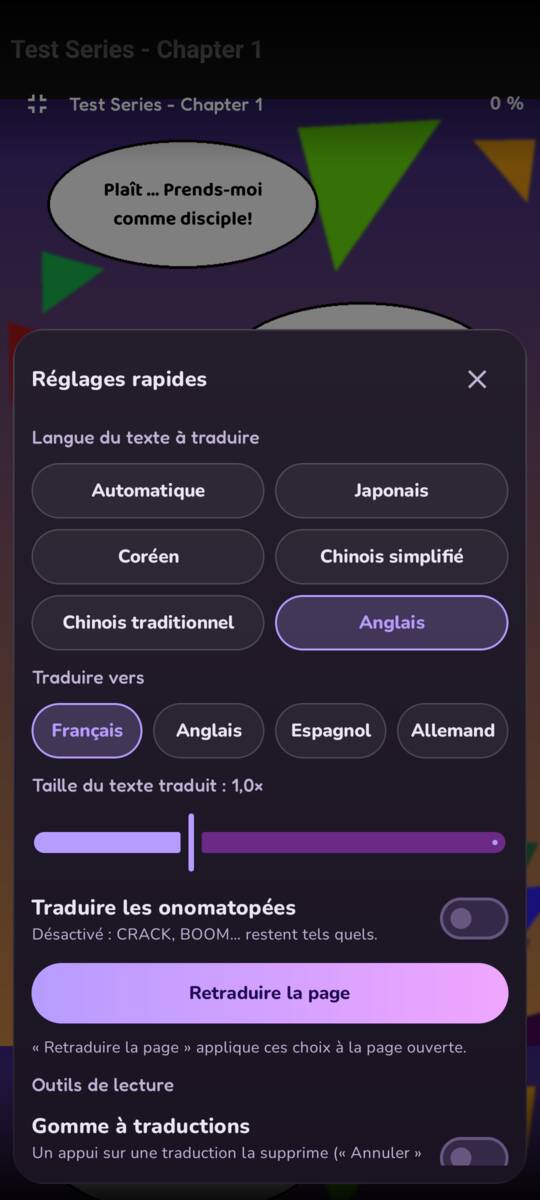 Test Series - Chapter 1
Test Series - Chapter 1
0 %
Plaît ... Prends-moi
comme disciple!
Réglages rapides
Langue du texte à traduire
Automatique
Japonais
Coréen
Chinois simplifié
Chinois traditionnel
Anglais
Traduire vers
Français
Anglais
Espagnol
Allemand
Taille du texte traduit : 1,0×
Traduire les onomatopées
Désactivé : CRACK, BOOM… restent tels quels.
Retraduire la page
« Retraduire la page » applique ces choix à la page ouverte.
Outils de lecture
Gomme à traductions
Un appui sur une traduction la supprime (« Annuler »